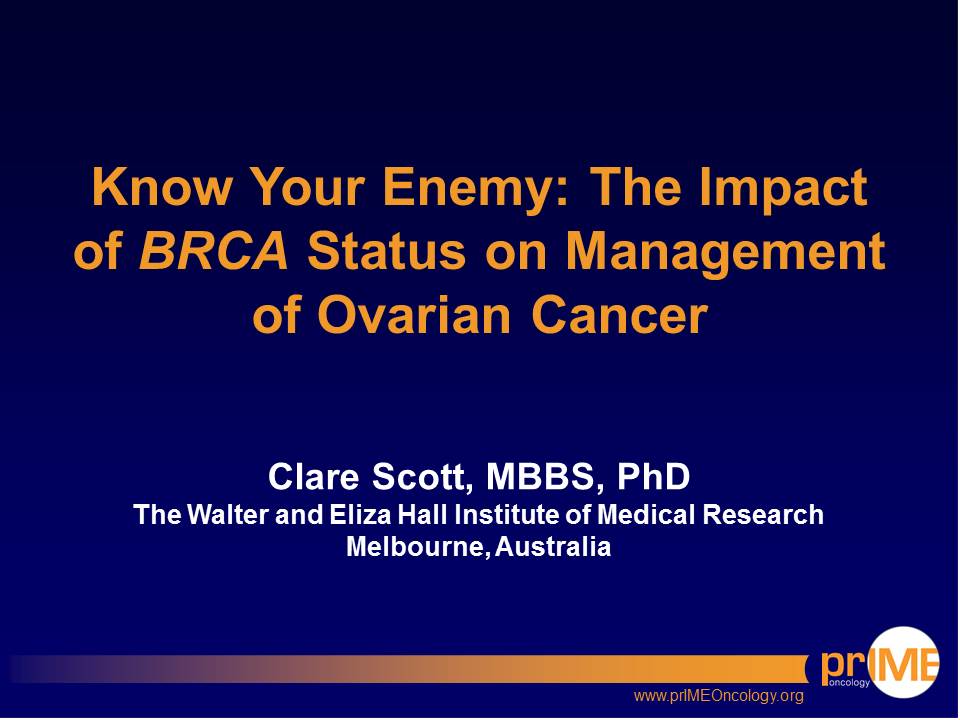 Know Your Enemy: The Impact
of BRCA Status on Management
of Ovarian Cancer
Clare Scott, MBBS, PhD
The Walter and Eliza Hall Institute of Medical Research
Melbourne, Australia
prIME
oncology
www.prIMEOncology.org